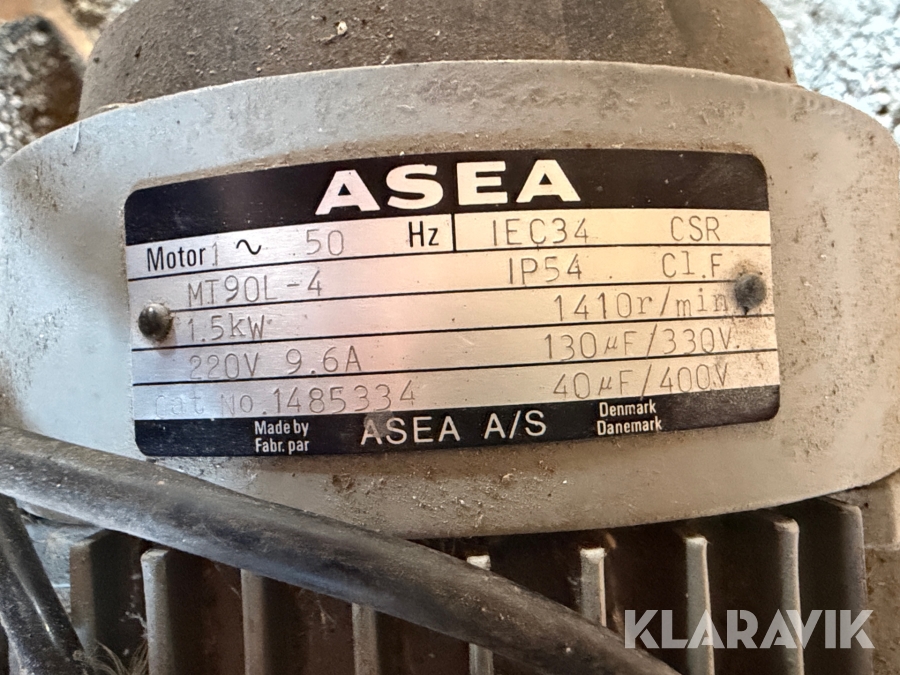 ASEA
Motor 1 ~ 50 Hz IEC34 CSR
MT90L-4 IP54 Cl.F
1.5kW 1410r/min
220V 9.6A 130µF/330V
Cat No.1485334 40µF/400V
Made by
Fabr. par
ASEA A/S
Denmark
Danemark
KLARAVIK